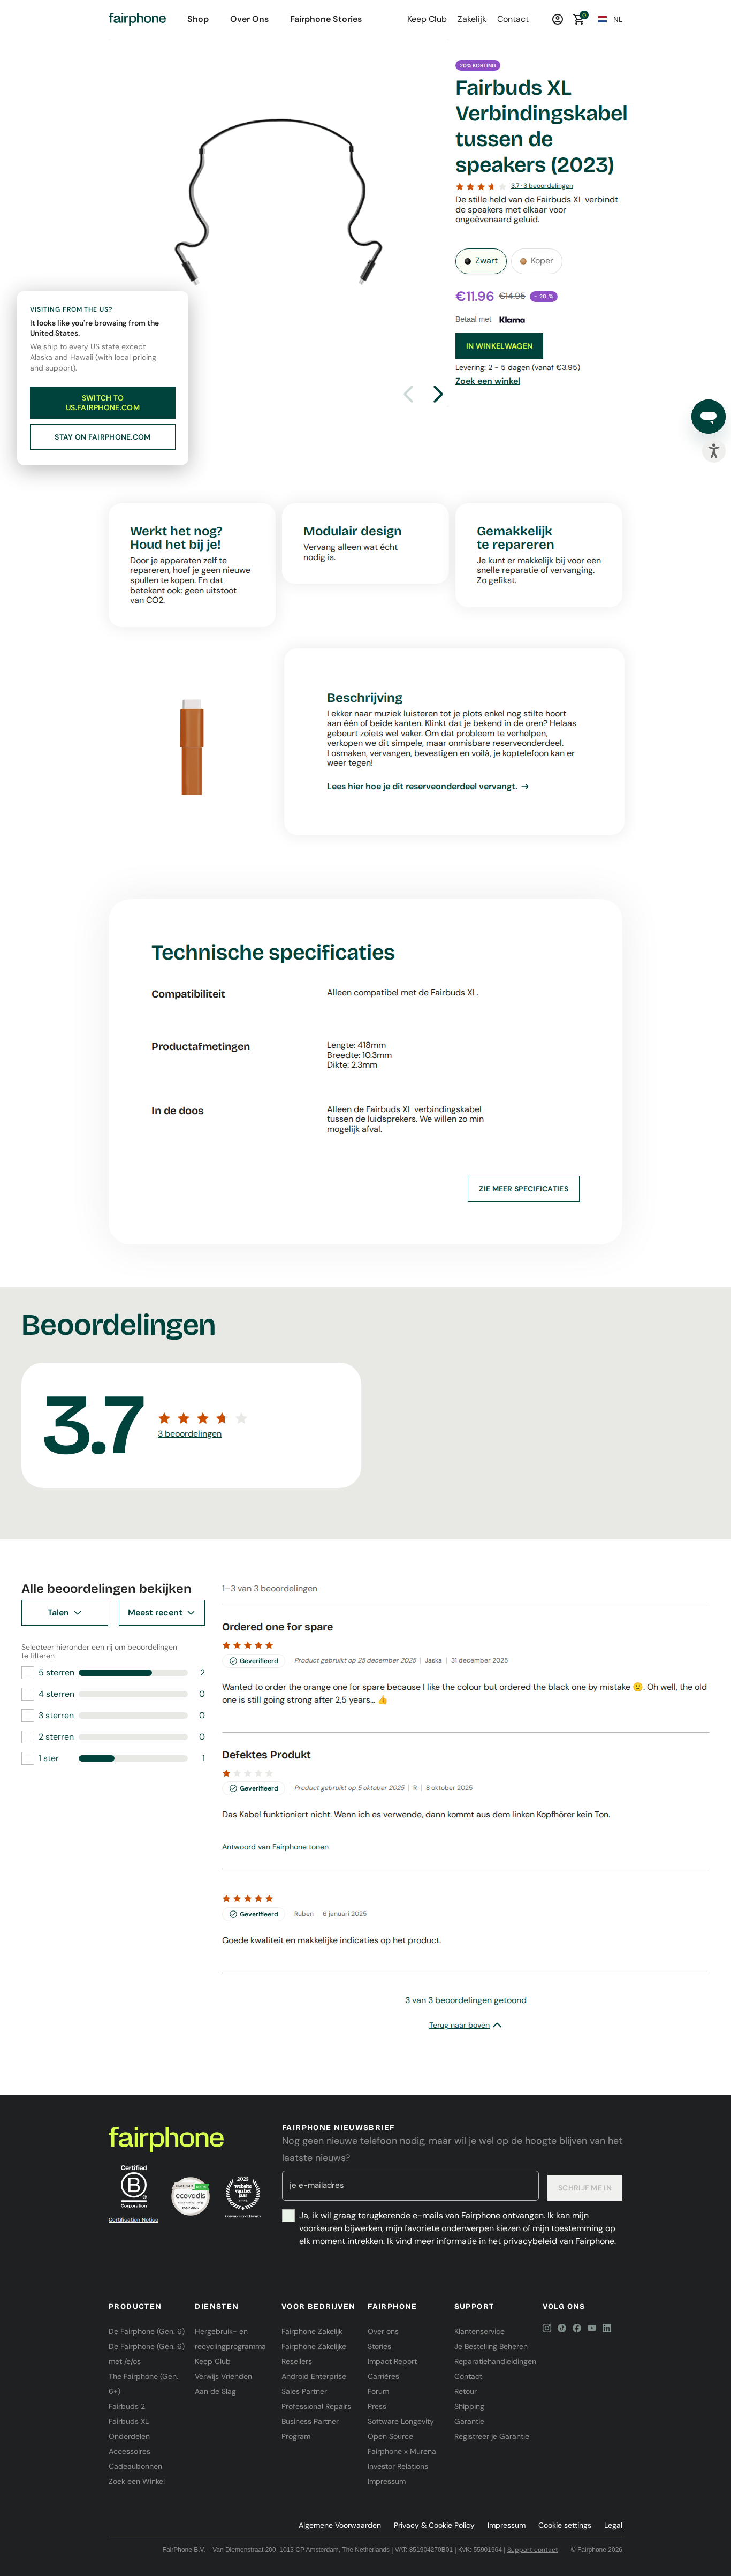 fairphone
Shop
Over Ons
Fairphone Stories
Keep Club
Zakelijk
Contact
0
NL
20% KORTING
Fairbuds XL
Verbindingskabel
tussen de
speakers (2023)
3.7 · 3 beoordelingen
De stille held van de Fairbuds XL verbindt
de speakers met elkaar voor
ongeëvenaard geluid.
Zwart
Koper
€11.96 €14.95 - 20 %
Betaal met Klarna
IN WINKELWAGEN
Levering: 2 - 5 dagen (vanaf €3.95)
Zoek een winkel
VISITING FROM THE US?
It looks like you're browsing from the
United States.
We ship to every US state except
Alaska and Hawaii (with local pricing
and support).
SWITCH TO
US.FAIRPHONE.COM
STAY ON FAIRPHONE.COM
Werkt het nog?
Houd het bij je!
Door je apparaten zelf te
repareren, hoef je geen nieuwe
spullen te kopen. En dat
betekent ook: geen uitstoot
van CO2.
Modulair design
Vervang alleen wat écht
nodig is.
Gemakkelijk
te repareren
Je kunt er makkelijk bij voor een
snelle reparatie of vervanging.
Zo gefikst.
Beschrijving
Lekker naar muziek luisteren tot je plots enkel nog stilte hoort
aan één of beide kanten. Klinkt dat je bekend in de oren? Helaas
gebeurt zoiets wel vaker. Om dat probleem te verhelpen,
verkopen we dit simpele, maar onmisbare reserveonderdeel.
Losmaken, vervangen, bevestigen en voilà, je koptelefoon kan er
weer tegen!
Lees hier hoe je dit reserveonderdeel vervangt.
Technische specificaties
Compatibiliteit
Alleen compatibel met de Fairbuds XL.
Productafmetingen
Lengte: 418mm
Breedte: 10.3mm
Dikte: 2.3mm
In de doos
Alleen de Fairbuds XL verbindingskabel
tussen de luidsprekers. We willen zo min
mogelijk afval.
ZIE MEER SPECIFICATIES
Beoordelingen
3.7
3 beoordelingen
Alle beoordelingen bekijken
Talen
Meest recent
Selecteer hieronder een rij om beoordelingen
te filteren
5 sterren 2
4 sterren 0
3 sterren 0
2 sterren 0
1 ster 1
1–3 van 3 beoordelingen
Ordered one for spare
Geverifieerd | Product gebruikt op 25 december 2025 | Jaska | 31 december 2025
Wanted to order the orange one for spare because I like the colour but ordered the black one by mistake 🙁. Oh well, the old
one is still going strong after 2,5 years... 👍
Defektes Produkt
Geverifieerd | Product gebruikt op 5 oktober 2025 | R | 8 oktober 2025
Das Kabel funktioniert nicht. Wenn ich es verwende, dann kommt aus dem linken Kopfhörer kein Ton.
Antwoord van Fairphone tonen
Geverifieerd | Ruben | 6 januari 2025
Goede kwaliteit en makkelijke indicaties op het product.
3 van 3 beoordelingen getoond
Terug naar boven
fairphone
Certified
B
Corporation
Certification Notice
PLATINUM
ecovadis
2025
website
van het
jaar
FAIRPHONE NIEUWSBRIEF
Nog geen nieuwe telefoon nodig, maar wil je wel op de hoogte blijven van het
laatste nieuws?
je e-mailadres
SCHRIJF ME IN
Ja, ik wil graag terugkerende e-mails van Fairphone ontvangen. Ik kan mijn
voorkeuren bijwerken, mijn favoriete onderwerpen kiezen of mijn toestemming op
elk moment intrekken. Ik vind meer informatie in het privacybeleid van Fairphone.
PRODUCTEN
De Fairphone (Gen. 6)
De Fairphone (Gen. 6)
met /e/os
The Fairphone (Gen.
6+)
Fairbuds 2
Fairbuds XL
Onderdelen
Accessoires
Cadeaubonnen
Zoek een Winkel
DIENSTEN
Hergebruik- en
recyclingprogramma
Keep Club
Verwijs Vrienden
Aan de Slag
VOOR BEDRIJVEN
Fairphone Zakelijk
Fairphone Zakelijke
Resellers
Android Enterprise
Sales Partner
Professional Repairs
Business Partner
Program
FAIRPHONE
Over ons
Stories
Impact Report
Carrières
Forum
Press
Software Longevity
Open Source
Fairphone x Murena
Investor Relations
Impressum
SUPPORT
Klantenservice
Je Bestelling Beheren
Reparatiehandleidingen
Contact
Retour
Shipping
Garantie
Registreer je Garantie
VOLG ONS
Algemene Voorwaarden
Privacy & Cookie Policy
Impressum
Cookie settings
Legal
FairPhone B.V. – Van Diemenstraat 200, 1013 CP Amsterdam, The Netherlands | VAT: 851904270B01 | KvK: 55901964 | Support contact
© Fairphone 2026